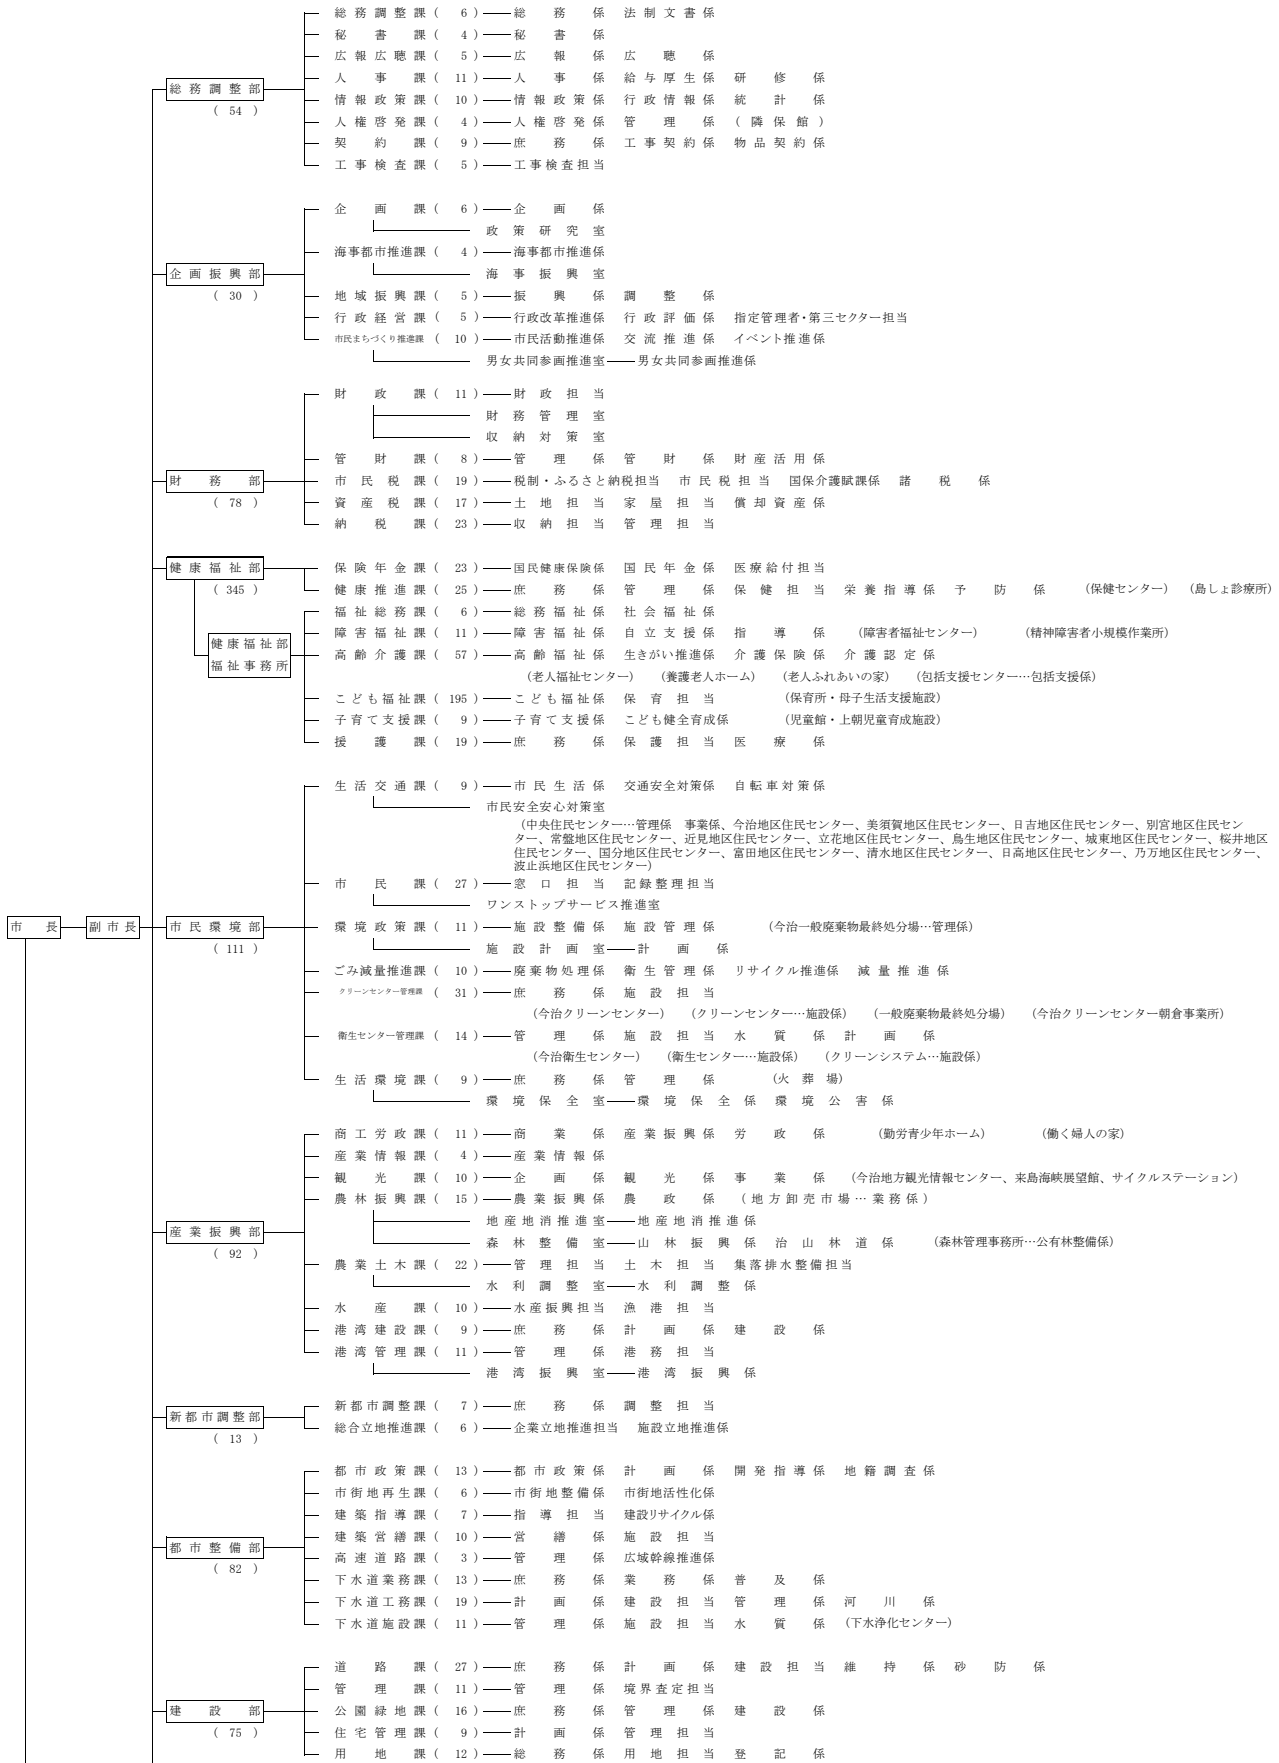 総務調整課( 6 ) 総務係 法制文書係
秘書課( 4 ) 秘書係
広報広聴課( 5 ) 広報係 広聴係
人事課( 11 ) 人事係 給与厚生係 研修係
総務調整部
情報政策課( 10 ) 情報政策係 行政情報係 統計係
( 54 )
人権啓発課( 4 ) 人権啓発係 管理係 (隣保館)
契約課( 9 ) 庶務係 工事契約係 物品契約係
工事検査課( 5 ) 工事検査担当
企画課( 6 ) 企画係
政策研究室
海事都市推進課( 4 ) 海事都市推進係
企画振興部 海事振興室
( 30 ) 地域振興課( 5 ) 振興係 調整係
行政経営課( 5 ) 行政改革推進係 行政評価係 指定管理者・第三セクター担当
市民まちづくり推進課( 10 ) 市民活動推進係 交流推進係 イベント推進係
男女共同参画推進室 男女共同参画推進係
財政課( 11 ) 財政担当
財務管理室
収納対策室
管財課( 8 ) 管理係 管財係 財産活用係
財務部 市民税課( 19 ) 税制・ふるさと納税担当 市民税担当 国保介護賦課係 諸税係
( 78 ) 資産税課( 17 ) 土地担当 家屋担当 償却資産係
納税課( 23 ) 収納担当 管理担当
健康福祉部 保険年金課( 23 ) 国民健康保険係 国民年金係 医療給付担当
( 345 ) 健康推進課( 25 ) 庶務係 管理係 保健担当 栄養指導係 予防係 (保健センター) (島しょ診療所)
福祉総務課( 6 ) 総務福祉係 社会福祉係
障害福祉課( 11 ) 障害福祉係 自立支援係 指導係 (障害者福祉センター) (精神障害者小規模作業所)
健康福祉部
福祉事務所
高齢介護課( 57 ) 高齢福祉係 生きがい推進係 介護保険係 介護認定係
(老人福祉センター) (養護老人ホーム) (老人ふれあいの家) (包括支援センター…包括支援係)
こども福祉課( 195 ) こども福祉係 保育担当 (保育所・母子生活支援施設)
子育て支援課( 9 ) 子育て支援係 こども健全育成係 (児童館・上朝児童育成施設)
援護課( 19 ) 庶務係 保護担当 医療係
生活交通課( 9 ) 市民生活係 交通安全対策係 自転車対策係
市民安全安心対策室
(中央住民センター…管理係 事業係、今治地区住民センター、美須賀地区住民センター、日吉地区住民センター、別宮地区住民セン
ター、常盤地区住民センター、近見地区住民センター、立花地区住民センター、鳥生地区住民センター、城東地区住民センター、桜井地区
住民センター、国分地区住民センター、富田地区住民センター、清水地区住民センター、日高地区住民センター、乃万地区住民センター、
波止浜地区住民センター)
市民課( 27 ) 窓口担当 記録整理担当
ワンストップサービス推進室
市長 副市長 市民環境部 環境政策課( 11 ) 施設整備係 施設管理係 (今治一般廃棄物最終処分場…管理係)
( 111 ) 施設計画室 計画係
ごみ減量推進課( 10 ) 廃棄物処理係 衛生管理係 リサイクル推進係 減量推進係
クリーンセンター管理課( 31 ) 庶務係 施設担当
(今治クリーンセンター) (クリーンセンター…施設係) (一般廃棄物最終処分場) (今治クリーンセンター朝倉事業所)
衛生センター管理課( 14 ) 管理係 施設担当 水質係 計画係
(今治衛生センター) (衛生センター…施設係) (クリーンシステム…施設係)
生活環境課( 9 ) 庶務係 管理係 (火葬場)
環境保全室 環境保全係 環境公害係
商工労政課( 11 ) 商業係 産業振興係 労政係 (勤労青少年ホーム) (働く婦人の家)
産業情報課( 4 ) 産業情報係
観光課( 10 ) 企画係 観光係 事業係 (今治地方観光情報センター、来島海峡展望館、サイクルステーション)
農林振興課( 15 ) 農業振興係 農政係 (地方卸売市場…業務係)
地産地消推進室 地産地消推進係
産業振興部
森林整備室 山林振興係 治山林道係 (森林管理事務所…公有林整備係)
( 92 )
農業土木課( 22 ) 管理担当 土木担当 集落排水整備担当
水利調整室 水利調整係
水産課( 10 ) 水産振興担当 漁港担当
港湾建設課( 9 ) 庶務係 計画係 建設係
港湾管理課( 11 ) 管理係 港務担当
港湾振興室 港湾振興係
新都市調整課( 7 ) 庶務係 調整担当
新都市調整部
総合立地推進課( 6 ) 企業立地推進担当 施設立地推進係
( 13 )
都市政策課( 13 ) 都市政策係 計画係 開発指導係 地籍調査係
市街地再生課( 6 ) 市街地整備係 市街地活性化係
建築指導課( 7 ) 指導担当 建設リサイクル係
建築営繕課( 10 ) 営繕係 施設担当
都市整備部
高速道路課( 3 ) 管理係 広域幹線推進係
( 82 )
下水道業務課( 13 ) 庶務係 業務係 普及係
下水道工務課( 19 ) 計画係 建設担当 管理係 河川係
下水道施設課( 11 ) 管理係 施設担当 水質係 (下水浄化センター)
道路課( 27 ) 庶務係 計画係 建設担当 維持係 砂防係
管理課( 11 ) 管理係 境界査定担当
建設部 公園緑地課( 16 ) 庶務係 管理係 建設係
( 75 ) 住宅管理課( 9 ) 計画係 管理担当
用地課( 12 ) 総務係 用地担当 登記係